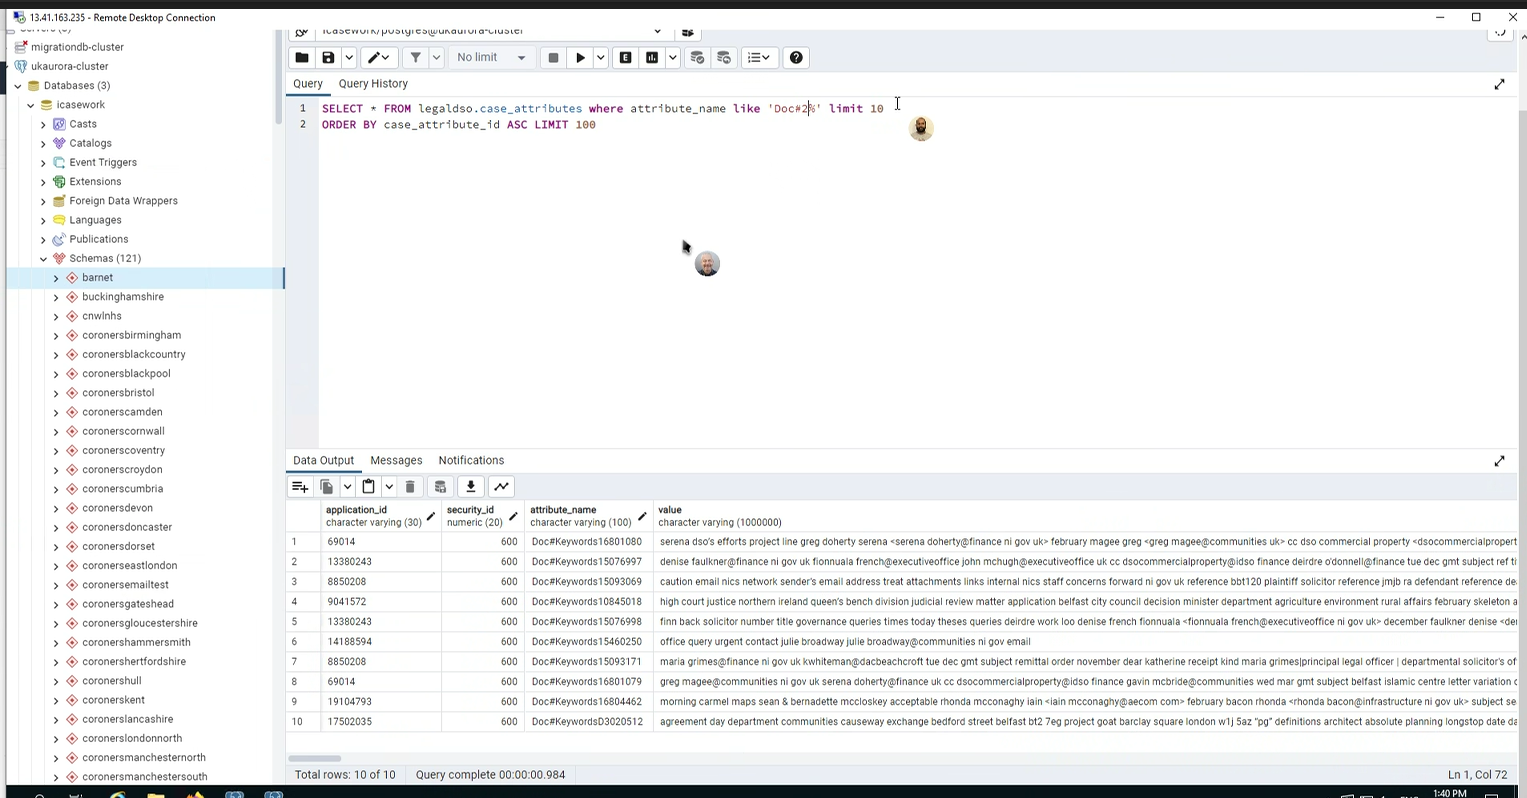 13.41.163.235 - Remote Desktop Connection
Servers (3)
migrationdb-cluster
ukaurora-cluster
Databases (3)
icasework
Casts
Catalogs
Event Triggers
Extensions
Foreign Data Wrappers
Languages
Publications
Schemas (121)
barnet
buckinghamshire
cnwlnhs
coronersbirmingham
coronersblackcountry
coronersblackpool
coronersbristol
coronerscamden
coronerscornwall
coronerscoventry
coronerscroydon
coronerscumbria
coronersdevon
coronersdoncaster
coronersdorset
coronerseastlondon
coronersemailtest
coronersgateshead
coronersgloucestershire
coronershammersmith
coronershertfordshire
coronershull
coronerskent
coronerslancashire
coronerslondonnorth
coronersmanchesternorth
coronersmanchestersouth
icasework/postgres@ukaurora-cluster
No limit
E
Query Query History
1 SELECT * FROM legaldso.case_attributes where attribute_name like 'Doc#2%' limit 10
2 ORDER BY case_attribute_id ASC LIMIT 100
Data Output Messages Notifications
application_id security_id attribute_name value
character varying (30) numeric (20) character varying (100) character varying (1000000)
1 69014 600 Doc#Keywords16801080 serena dso's efforts project line greg doherty serena <serena doherty@finance ni gov uk> february magee greg <greg magee@communities uk> cc dso commercial property <dsocommercialpropert
2 13380243 600 Doc#Keywords15076997 denise faulkner@finance ni gov uk fionnuala french@executiveoffice john mchugh@executiveoffice uk cc dsocommercialproperty@idso finance deirdre o'donnell@finance tue dec gmt subject ref ti
3 8850208 600 Doc#Keywords15093069 caution email nics network sender's email address treat attachments links internal nics staff concerns forward ni gov uk reference bbt120 plaintiff solicitor reference jmjb ra defendant reference de
4 9041572 600 Doc#Keywords10845018 high court justice northern ireland queen's bench division judicial review matter application belfast city council decision minister department agriculture environment rural affairs february skeleton a
5 13380243 600 Doc#Keywords15076998 finn back solicitor number title governance queries times today theses queries deirdre work loo denise french fionnuala <fionnuala french@executiveoffice ni gov uk> december faulkner denise <de
6 14188594 600 Doc#Keywords15460250 office query urgent contact julie broadway julie broadway@communities ni gov email
7 8850208 600 Doc#Keywords15093171 maria grimes@finance ni gov uk kwhiteman@dacbeachcroft tue dec gmt subject remittal order november dear katherine receipt kind maria grimes|principal legal officer | departmental solicitor's of
8 69014 600 Doc#Keywords16801079 greg magee@communities ni gov uk serena doherty@finance uk cc dsocommercialproperty@idso finance gavin mcbride@communities wed mar gmt subject belfast islamic centre letter variation c
9 19104793 600 Doc#Keywords16804462 morning carmel maps sean & bernadette mccloskey acceptable rhonda mcconaghy iain <iain mcconaghy@aecom com> february bacon rhonda <rhonda bacon@infrastructure ni gov uk> subject se
10 17502035 600 Doc#KeywordsD3020512 agreement day department communities causeway exchange bedford street belfast bt2 7eg project goat barclay square london w1j 5az "pg" definitions architect absolute planning longstop date da
Total rows: 10 of 10 Query complete 00:00:00.984 Ln 1, Col 72
1:40 PM